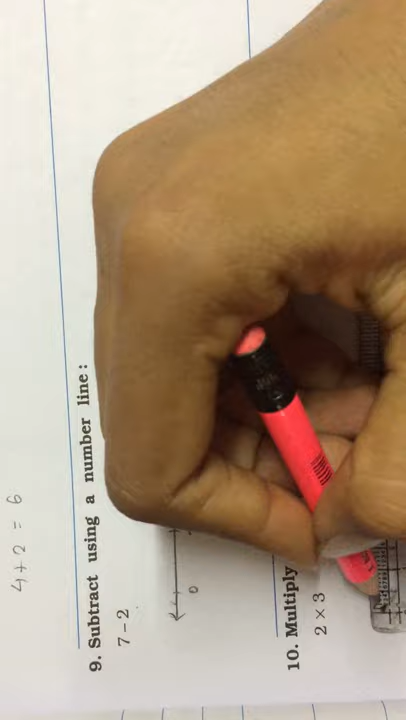 4 + 2 = 6
9. Subtract using a number line :
7 – 2
0
10. Multiply
2 × 3